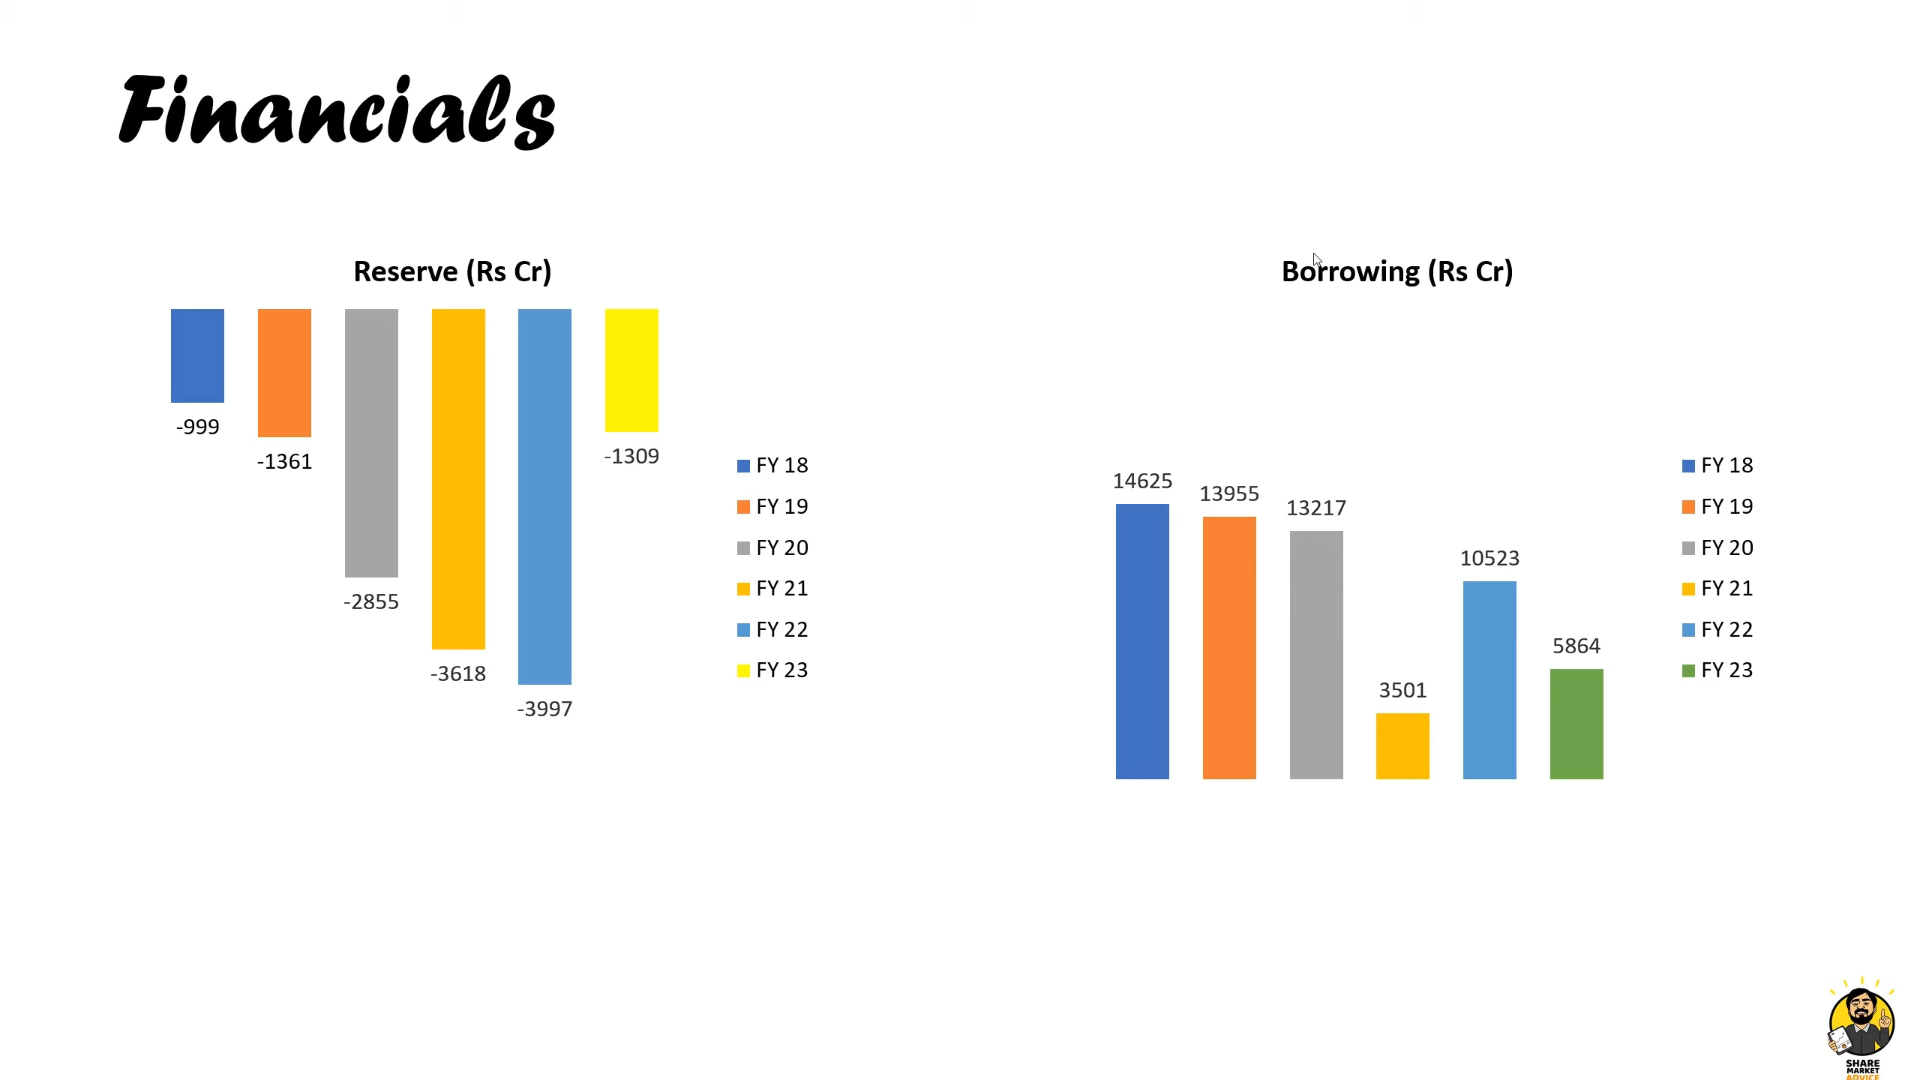 Financials
Reserve (Rs Cr)
-999
-1361
-2855
-3618
-3997
-1309
FY 18
FY 19
FY 20
FY 21
FY 22
FY 23
Borrowing (Rs Cr)
14625
13955
13217
3501
10523
5864
FY 18
FY 19
FY 20
FY 21
FY 22
FY 23
SHARE
MARKET
ADVICE